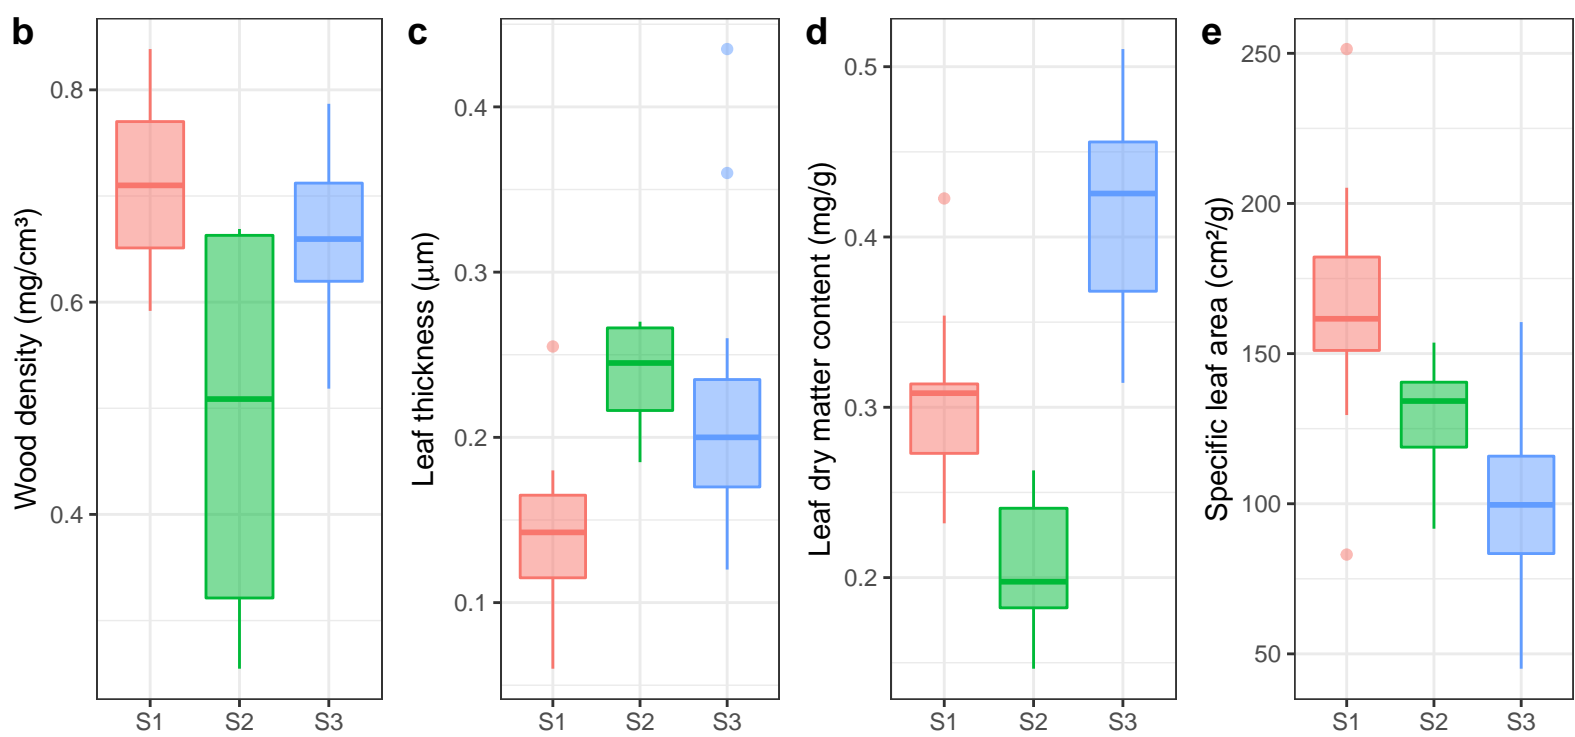 b
Wood density (mg/cm³)
0.8
0.6
0.4
S1 S2 S3
c
Leaf thickness (μm)
0.4
0.3
0.2
0.1
S1 S2 S3
d
Leaf dry matter content (mg/g)
0.5
0.4
0.3
0.2
S1 S2 S3
e
Specific leaf area (cm²/g)
250
200
150
100
50
S1 S2 S3